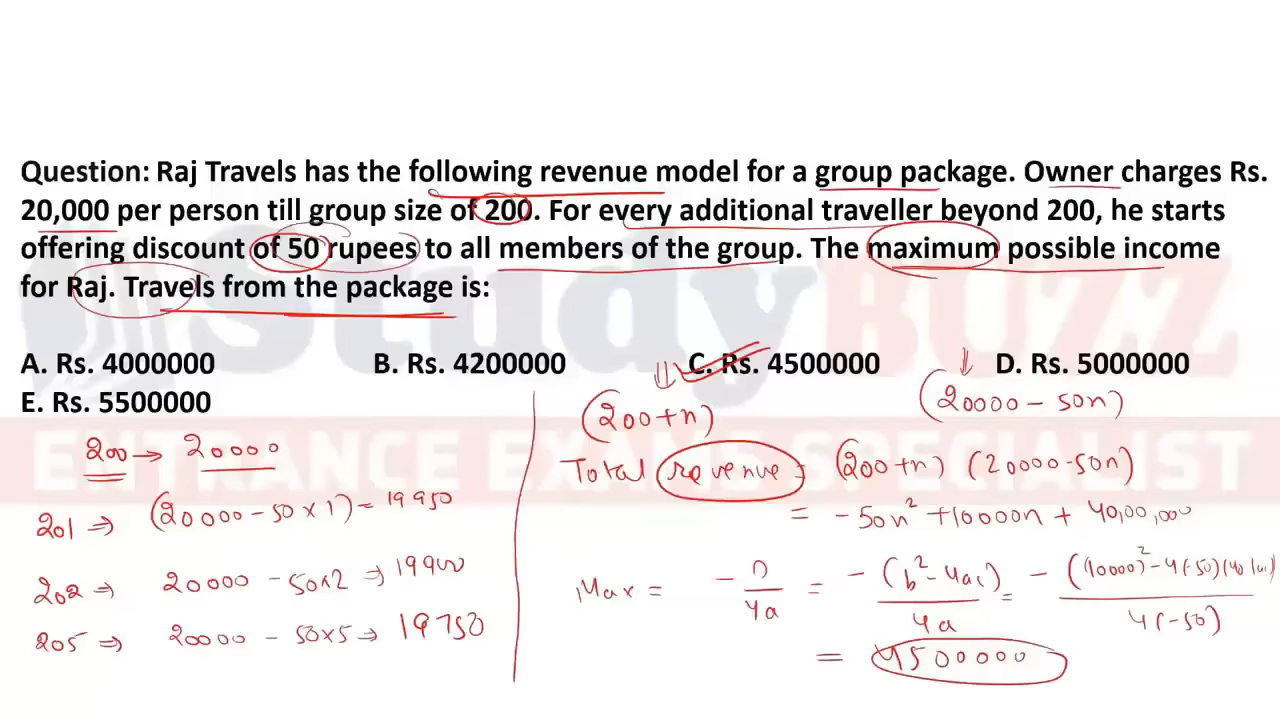 Question: Raj Travels has the following revenue model for a group package. Owner charges Rs.
20,000 per person till group size of 200. For every additional traveller beyond 200, he starts
offering discount of 50 rupees to all members of the group. The maximum possible income
for Raj. Travels from the package is:
A. Rs. 4000000 B. Rs. 4200000 C. Rs. 4500000 D. Rs. 5000000
E. Rs. 5500000
StudyBUZZ
ENTRANCE EXAMS SPECIALIST
200 → 20000
201 ⇒ (20000 - 50 × 1) = 19950
202 ⇒ 20000 - 50×2 ⇒ 19900
205 ⇒ 20000 - 50×5 ⇒ 19750
(200+n) (20000 - 50n)
Total revenue = (200+n) (20000-50n)
= -50n² +10000n + 40,00,000
Max = -D/4a = -(b²-4ac)/4a = -((10000)²-4(-50)(40 lac)/4(-50)
= 4500000